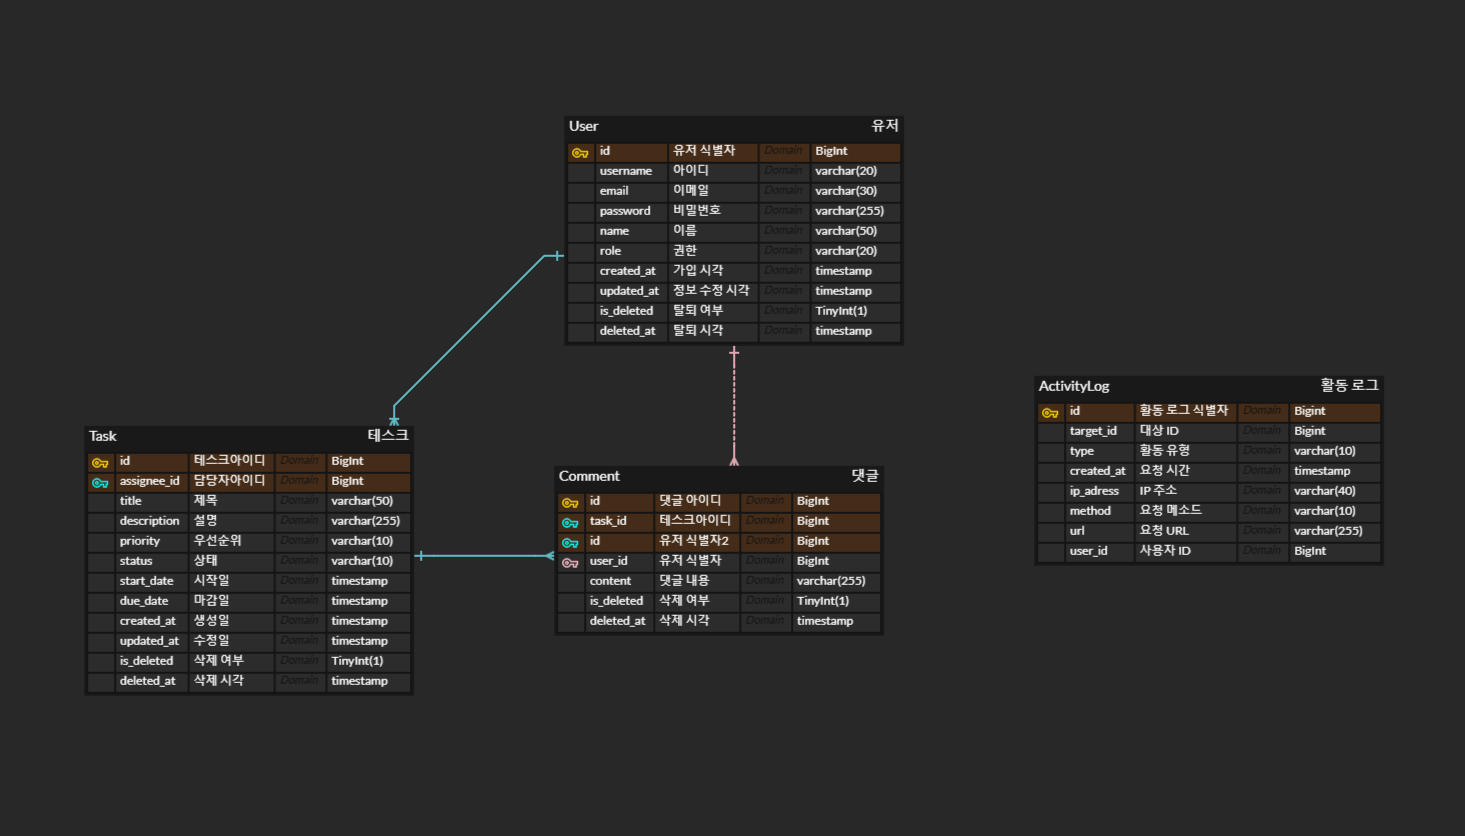 User 유저
id 유저 식별자 Domain BigInt
username 아이디 Domain varchar(20)
email 이메일 Domain varchar(30)
password 비밀번호 Domain varchar(255)
name 이름 Domain varchar(50)
role 권한 Domain varchar(20)
created_at 가입 시각 Domain timestamp
updated_at 정보 수정 시각 Domain timestamp
is_deleted 탈퇴 여부 Domain TinyInt(1)
deleted_at 탈퇴 시각 Domain timestamp
Task 테스크
id 테스크아이디 Domain BigInt
assignee_id 담당자아이디 Domain BigInt
title 제목 Domain varchar(50)
description 설명 Domain varchar(255)
priority 우선순위 Domain varchar(10)
status 상태 Domain varchar(10)
start_date 시작일 Domain timestamp
due_date 마감일 Domain timestamp
created_at 생성일 Domain timestamp
updated_at 수정일 Domain timestamp
is_deleted 삭제 여부 Domain TinyInt(1)
deleted_at 삭제 시각 Domain timestamp
Comment 댓글
id 댓글 아이디 Domain BigInt
task_id 테스크아이디 Domain BigInt
id 유저 식별자2 Domain BigInt
user_id 유저 식별자 Domain BigInt
content 댓글 내용 Domain varchar(255)
is_deleted 삭제 여부 Domain TinyInt(1)
deleted_at 삭제 시각 Domain timestamp
ActivityLog 활동 로그
id 활동 로그 식별자 Domain Bigint
target_id 대상 ID Domain Bigint
type 활동 유형 Domain varchar(10)
created_at 요청 시간 Domain timestamp
ip_adress IP 주소 Domain varchar(40)
method 요청 메소드 Domain varchar(10)
url 요청 URL Domain varchar(255)
user_id 사용자 ID Domain BigInt